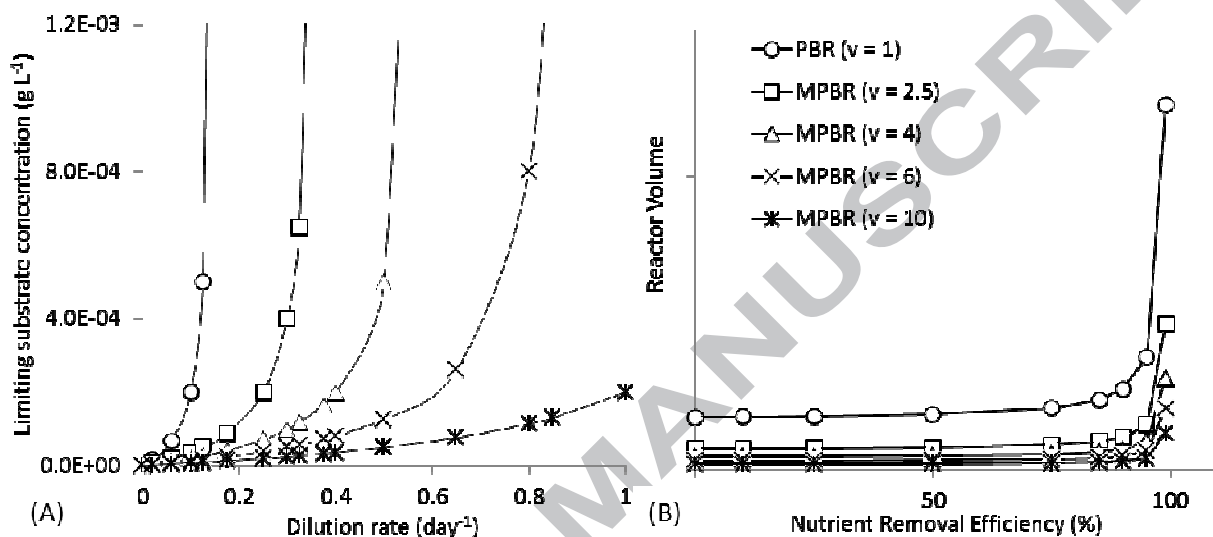 1.2E-03
8.0E-04
4.0E-04
0.0E+00
Limiting substrate concentration (g L⁻¹)
0
0.2
0.4
0.6
0.8
1
Dilution rate (day⁻¹)
(A)
PBR (v = 1)
MPBR (v = 2.5)
MPBR (v = 4)
MPBR (v = 6)
MPBR (v = 10)
Reactor Volume
50
100
Nutrient Removal Efficiency (%)
(B)
MANUSCRI